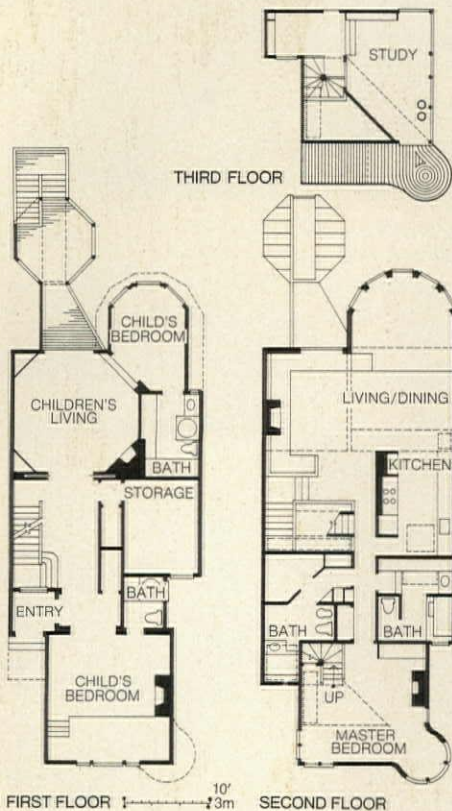 STUDY
THIRD FLOOR
CHILD'S
BEDROOM
CHILDREN'S
LIVING
BATH
STORAGE
BATH
ENTRY
CHILD'S
BEDROOM
FIRST FLOOR
10'
3m
LIVING/DINING
KITCHEN
BATH
BATH
UP
MASTER
BEDROOM
SECOND FLOOR